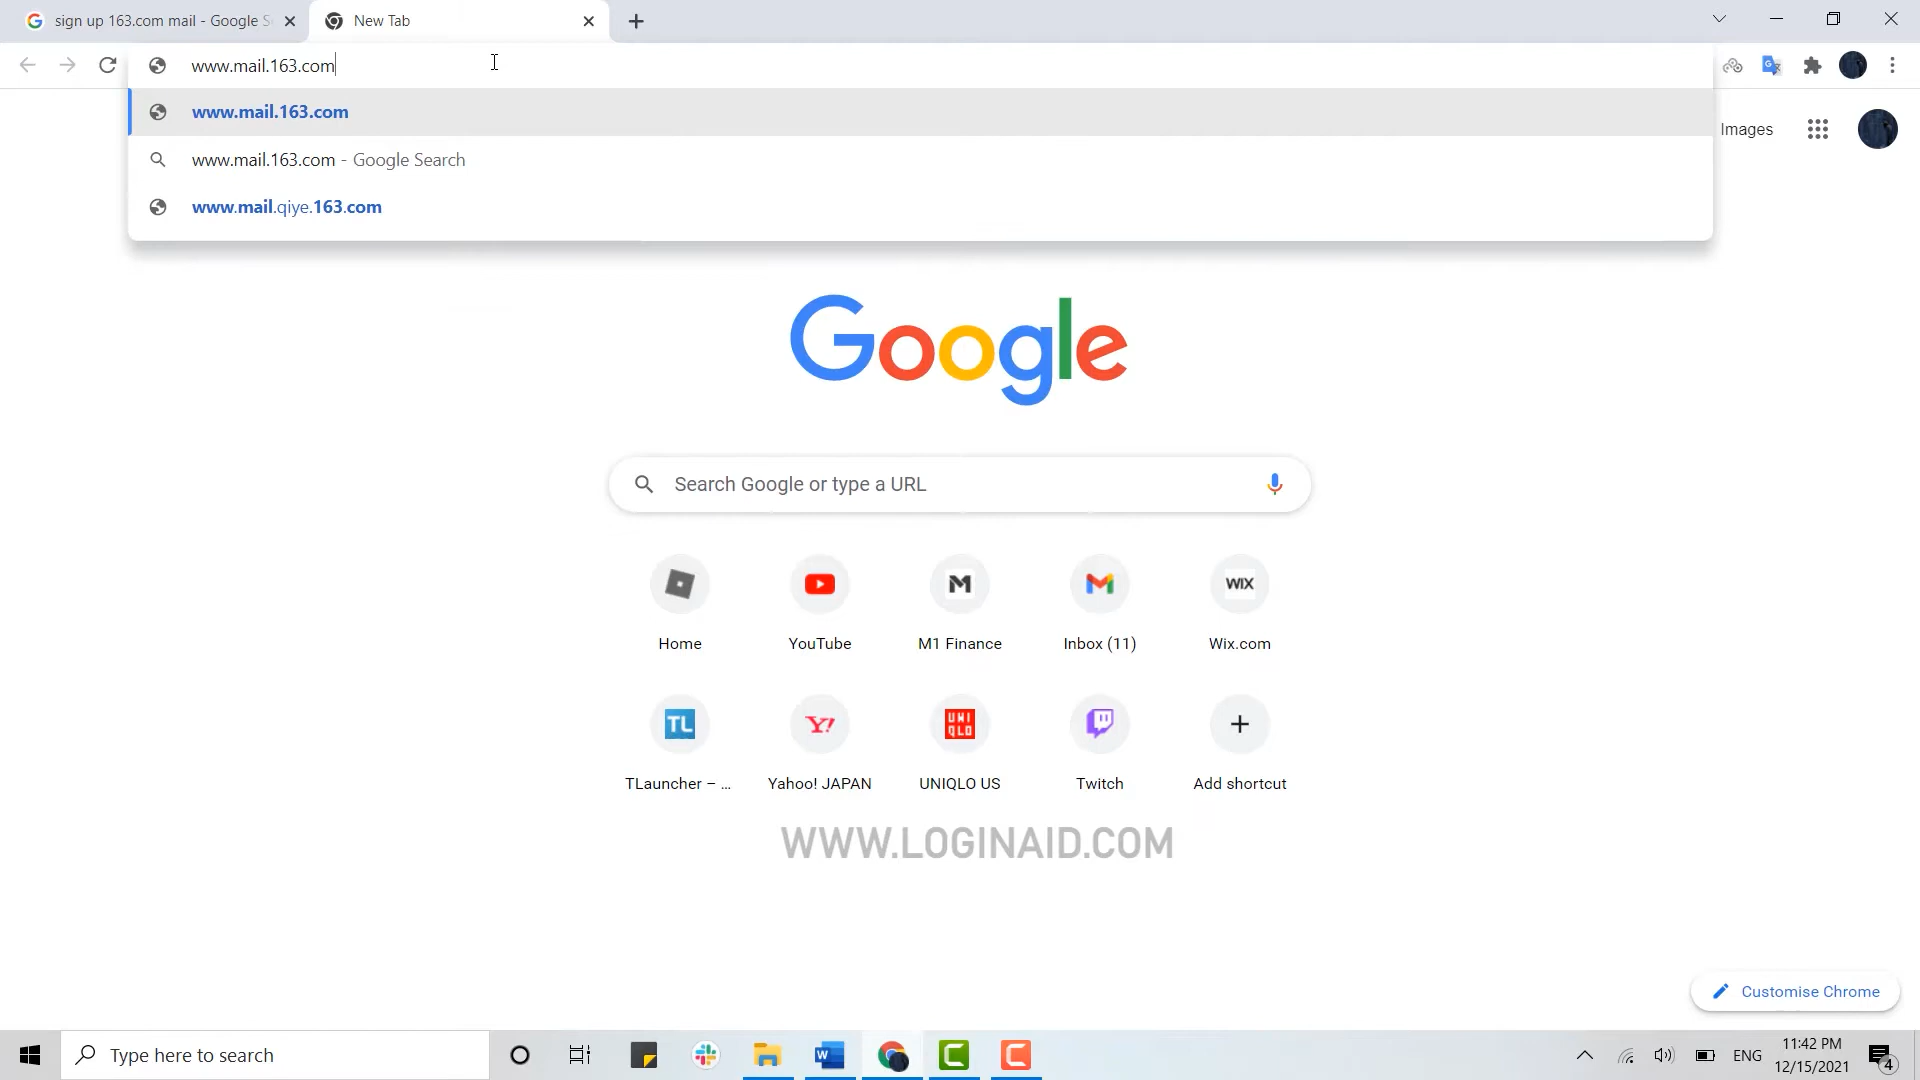 sign up 163.com mail - Google S
New Tab
www.mail.163.com
www.mail.163.com
www.mail.163.com - Google Search
www.mail.qiye.163.com
Images
Google
Search Google or type a URL
WIX
Home
YouTube
M1 Finance
Inbox (11)
Wix.com
TL
Y!
UNI
QLO
TLauncher – ...
Yahoo! JAPAN
UNIQLO US
Twitch
Add shortcut
WWW.LOGINAID.COM
Customise Chrome
Type here to search
ENG
11:42 PM
12/15/2021
4